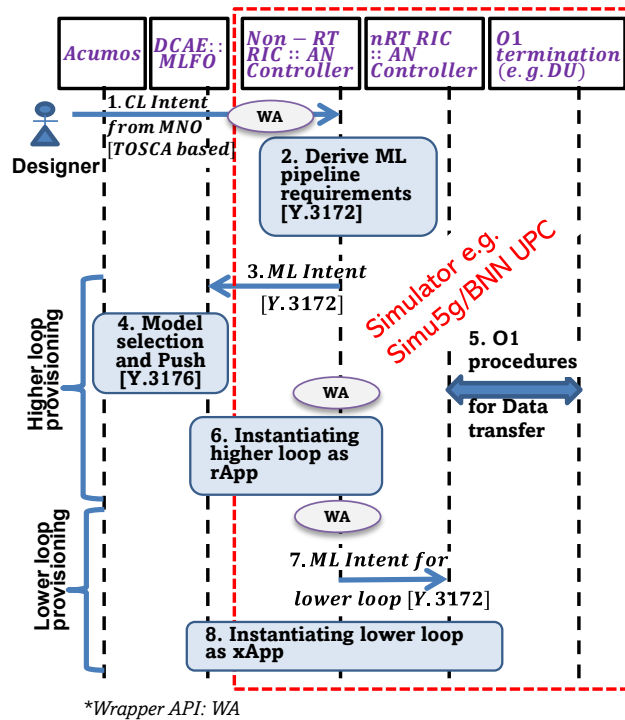 Acumos
DCAE::
MLFO
Non − RT
RIC :: AN
Controller
nRT RIC
:: AN
Controller
O1
termination
(e.g.DU)
1.CL Intent
from MNO
[TOSCA based]
WA
Designer
2. Derive ML
pipeline
requirements
[Y.3172]
3.ML Intent
[Y.3172]
Simulator e.g.
Simu5g/BNN UPC
4. Model
selection
and Push
[Y.3176]
5. O1
procedures
for Data
transfer
Higher loop
provisioning
WA
6. Instantiating
higher loop as
rApp
WA
7.ML Intent for
lower loop [Y.3172]
Lower loop
provisioning
8. Instantiating lower loop
as xApp
*Wrapper API: WA